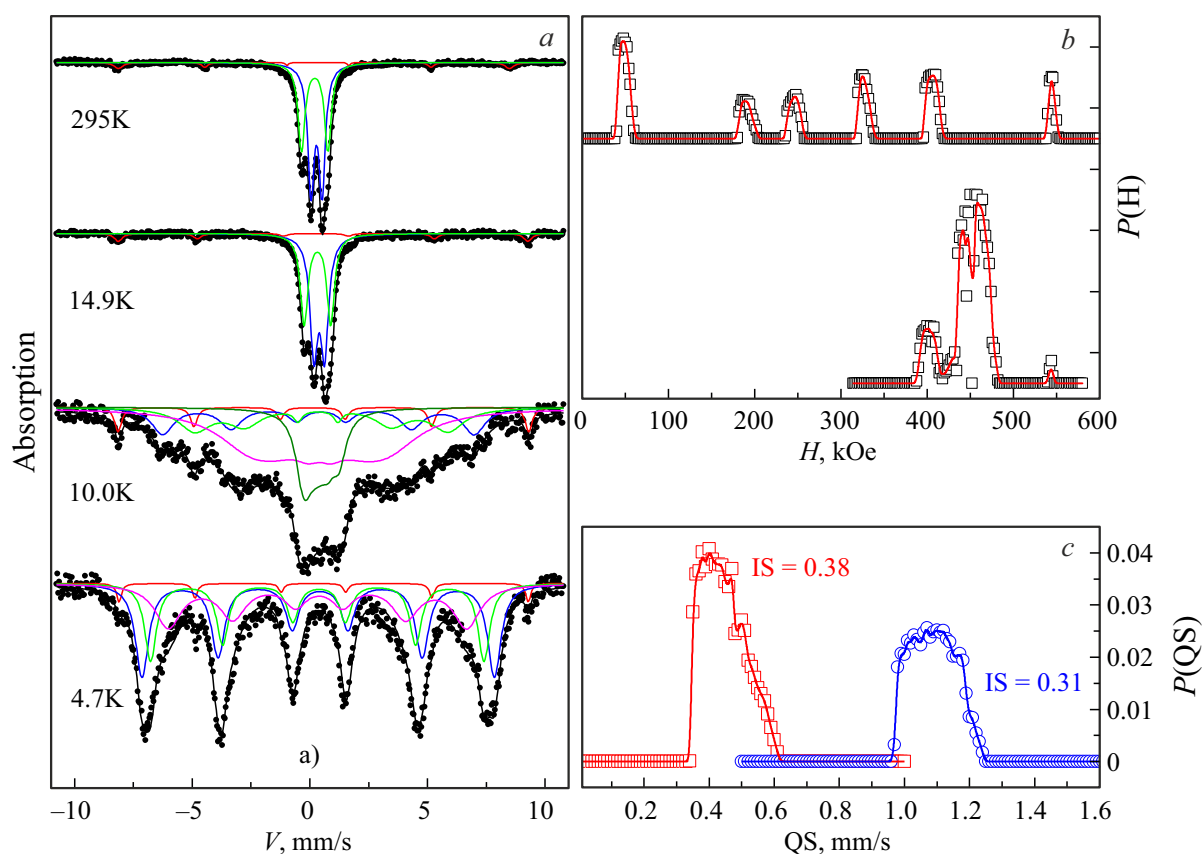 a
295K
14.9K
10.0K
4.7K
a)
Absorption
−10
−5
0
5
10
V, mm/s
b
P(H)
0
100
200
300
400
500
600
H, kOe
c
IS = 0.38
IS = 0.31
0.04
0.03
0.02
0.01
0
P(QS)
0.2
0.4
0.6
0.8
1.0
1.2
1.4
1.6
QS, mm/s